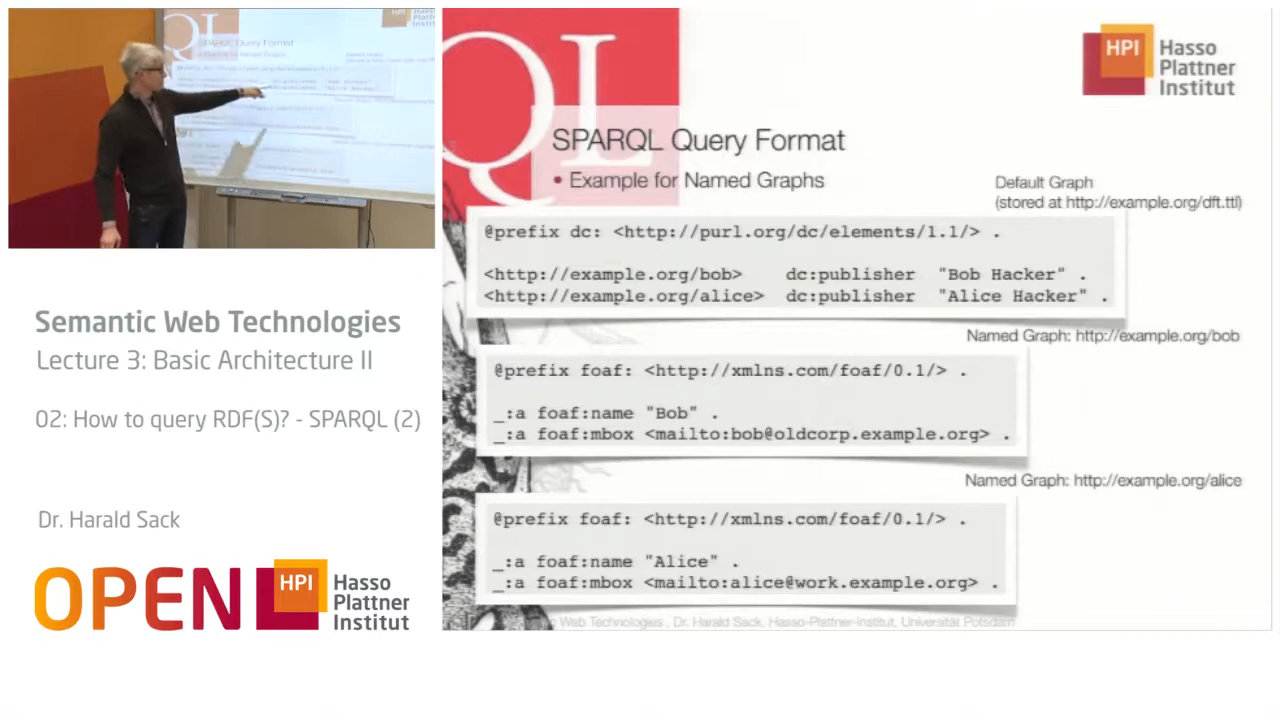 SPARQL Query Format
HPI Hasso
Plattner
Institut
QL
SPARQL Query Format
• Example for Named Graphs
Default Graph
(stored at http://example.org/dft.ttl)
@prefix dc: <http://purl.org/dc/elements/1.1/> .
<http://example.org/bob> dc:publisher "Bob Hacker" .
<http://example.org/alice> dc:publisher "Alice Hacker" .
Named Graph: http://example.org/bob
@prefix foaf: <http://xmlns.com/foaf/0.1/> .
_:a foaf:name "Bob" .
_:a foaf:mbox <mailto:bob@oldcorp.example.org> .
Named Graph: http://example.org/alice
@prefix foaf: <http://xmlns.com/foaf/0.1/> .
_:a foaf:name "Alice" .
_:a foaf:mbox <mailto:alice@work.example.org> .
Web Technologies , Dr. Harald Sack, Hasso-Plattner-Institut, Universität Potsdam
Semantic Web Technologies
Lecture 3: Basic Architecture II
02: How to query RDF(S)? - SPARQL (2)
Dr. Harald Sack
OPEN HPI Hasso
Plattner
Institut